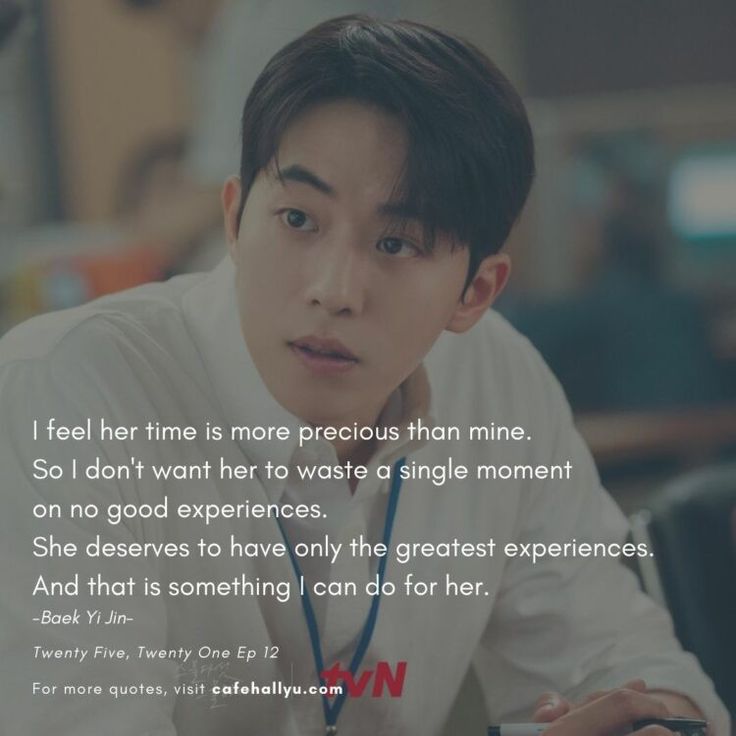 I feel her time is more precious than mine.
So I don't want her to waste a single moment
on no good experiences.
She deserves to have only the greatest experiences.
And that is something I can do for her.
-Baek Yi Jin-
Twenty Five, Twenty One Ep 12
For more quotes, visit cafehallyu.com
tvN